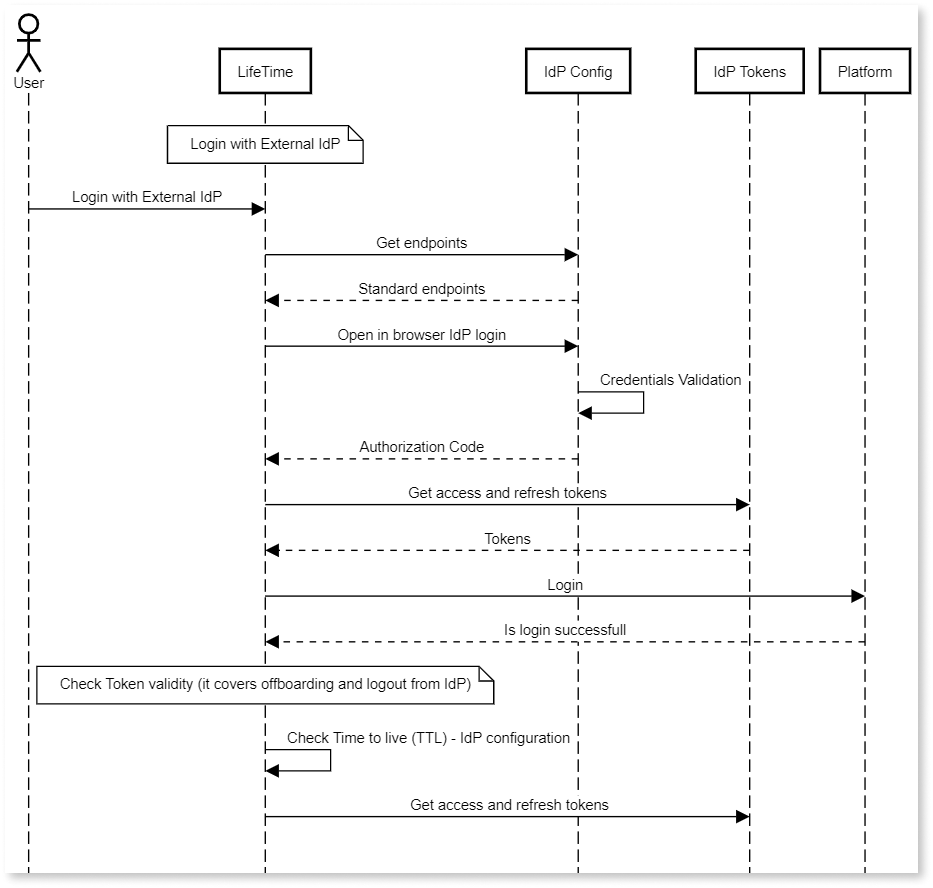 User
LifeTime
IdP Config
IdP Tokens
Platform
Login with External IdP
Login with External IdP
Get endpoints
Standard endpoints
Open in browser IdP login
Credentials Validation
Authorization Code
Get access and refresh tokens
Tokens
Login
Is login successfull
Check Token validity (it covers offboarding and logout from IdP)
Check Time to live (TTL) - IdP configuration
Get access and refresh tokens